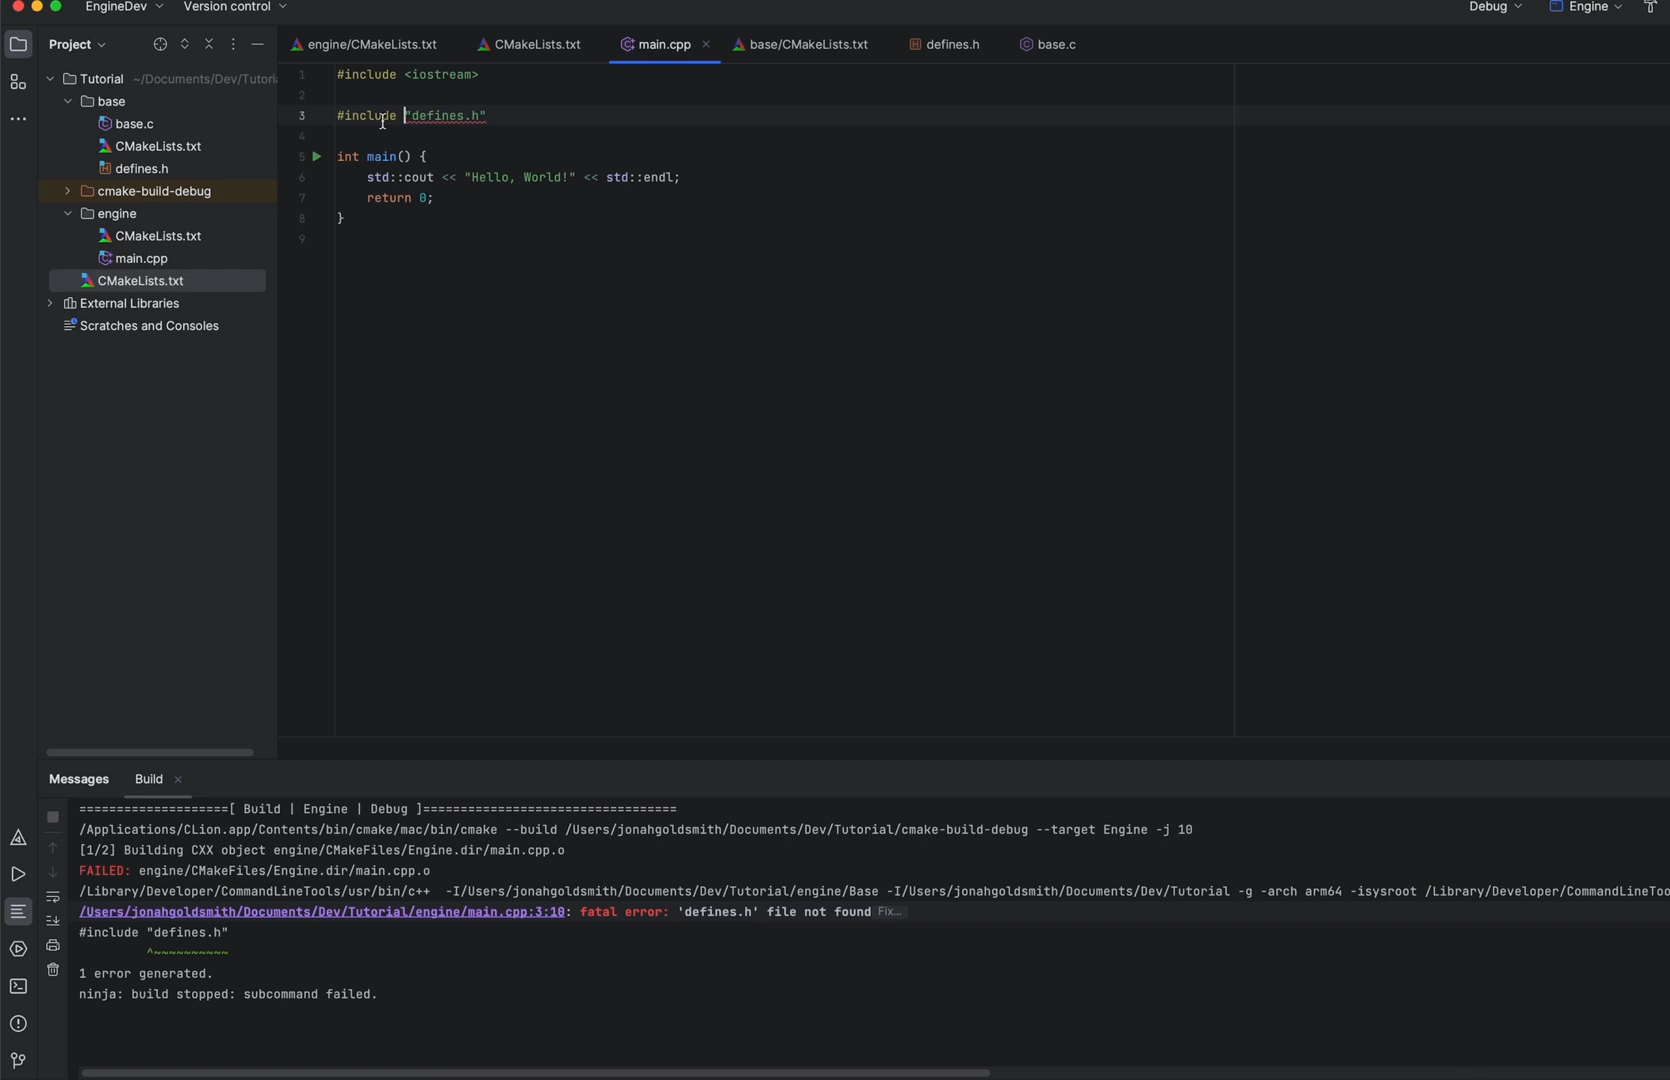 EngineDev
Version control
Debug
Engine
Project
engine/CMakeLists.txt
CMakeLists.txt
main.cpp
base/CMakeLists.txt
defines.h
base.c
Tutorial ~/Documents/Dev/Tutori
base
base.c
CMakeLists.txt
defines.h
cmake-build-debug
engine
CMakeLists.txt
main.cpp
CMakeLists.txt
External Libraries
Scratches and Consoles
1 #include <iostream>
2
3 #include "defines.h"
4
5 int main() {
6 std::cout << "Hello, World!" << std::endl;
7 return 0;
8 }
9
Messages
Build
====================[ Build | Engine | Debug ]==================================
/Applications/CLion.app/Contents/bin/cmake/mac/bin/cmake --build /Users/jonahgoldsmith/Documents/Dev/Tutorial/cmake-build-debug --target Engine -j 10
[1/2] Building CXX object engine/CMakeFiles/Engine.dir/main.cpp.o
FAILED: engine/CMakeFiles/Engine.dir/main.cpp.o
/Library/Developer/CommandLineTools/usr/bin/c++ -I/Users/jonahgoldsmith/Documents/Dev/Tutorial/engine/Base -I/Users/jonahgoldsmith/Documents/Dev/Tutorial -g -arch arm64 -isysroot /Library/Developer/CommandLineToo
/Users/jonahgoldsmith/Documents/Dev/Tutorial/engine/main.cpp:3:10: fatal error: 'defines.h' file not found Fix...
#include "defines.h"
^~~~~~~~~~~
1 error generated.
ninja: build stopped: subcommand failed.